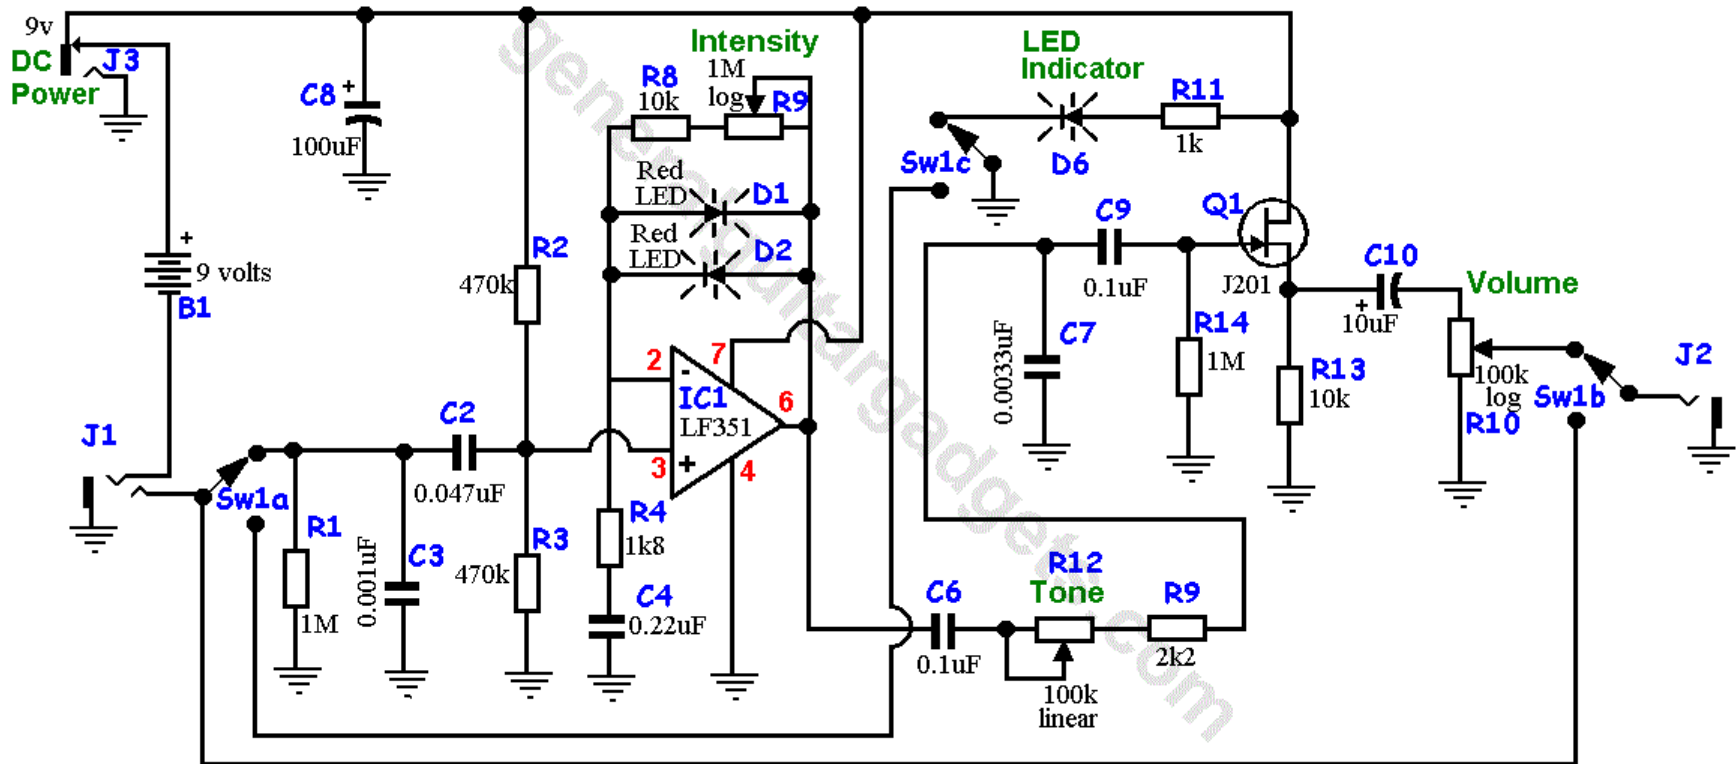 9v
DC
Power
J3
C8
+
100uF
Intensity
1M
log
R8
10k
R9
LED
Indicator
R11
1k
D6
Sw1c
Red
LED
D1
Red
LED
D2
R2
470k
+
9 volts
B1
C9
0.1uF
Q1
J201
C10
+
10uF
Volume
100k
log
R10
C7
0.0033uF
R14
1M
R13
10k
Sw1b
J2
2
7
-
IC1
LF351
6
3
+
4
J1
Sw1a
C2
0.047uF
R1
1M
C3
0.001uF
R3
470k
R4
1k8
C4
0.22uF
C6
0.1uF
R12
Tone
100k
linear
R9
2k2
generalguitargadgets.com